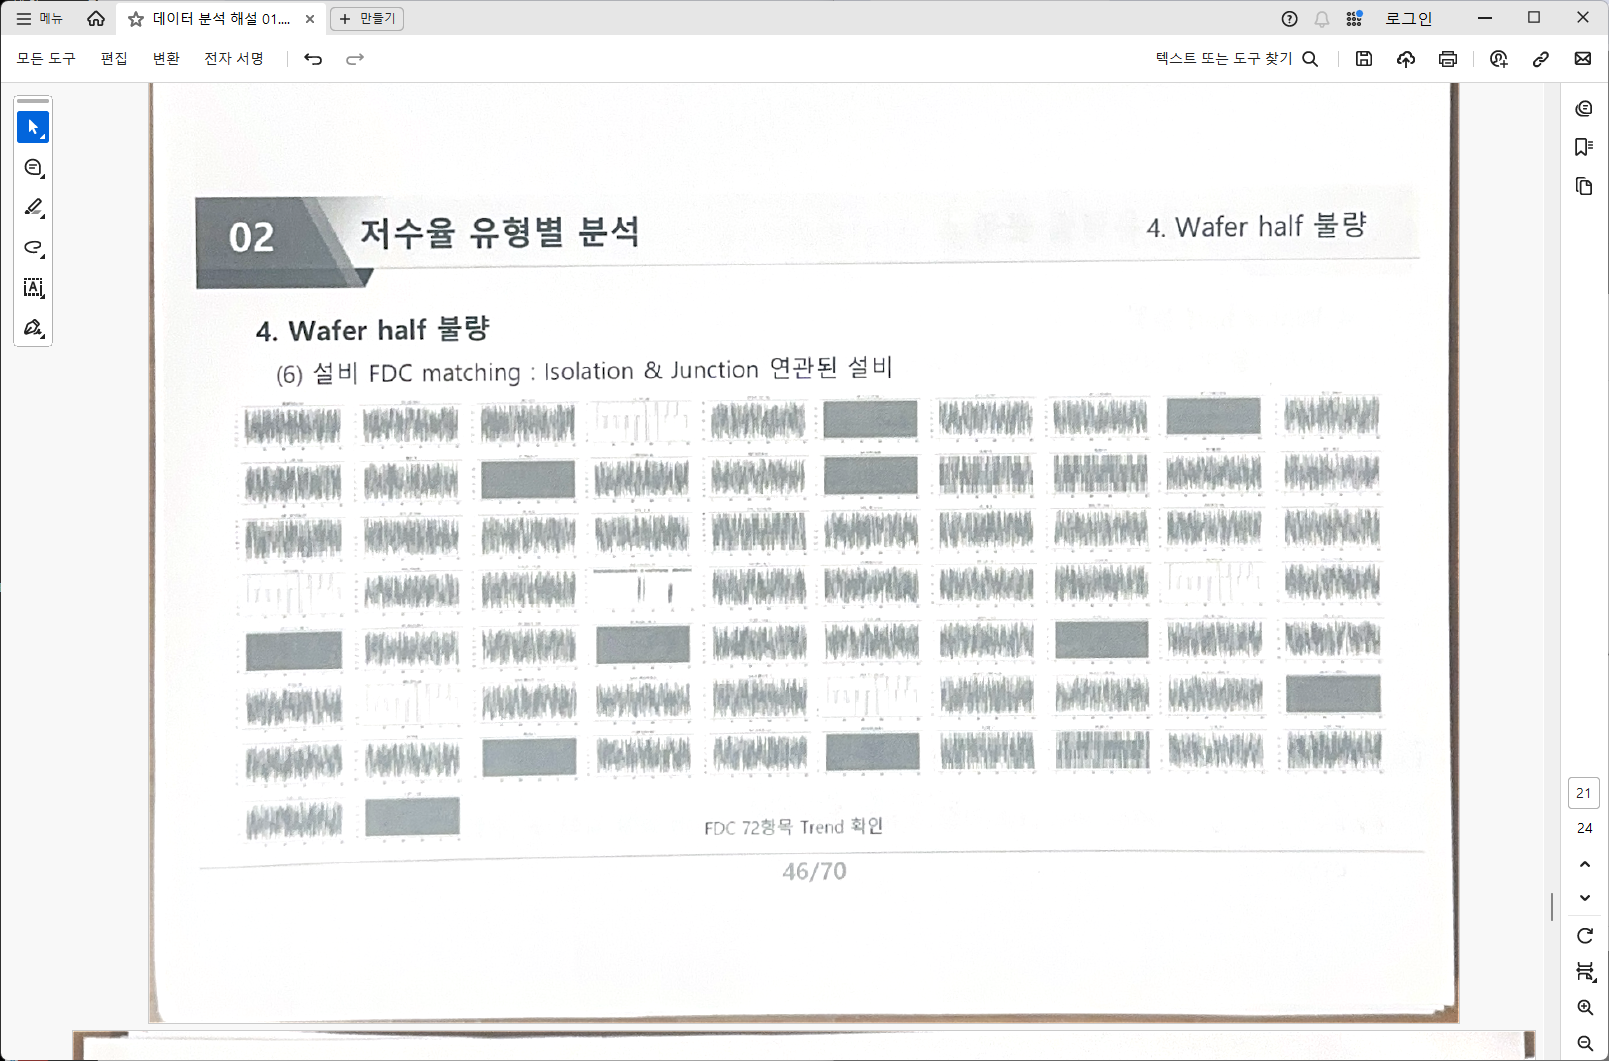 메뉴
데이터 분석 해설 01....
만들기
로그인
모든 도구
편집
변환
전자 서명
텍스트 또는 도구 찾기
02
저수율 유형별 분석
4. Wafer half 불량
4. Wafer half 불량
(6) 설비 FDC matching : Isolation & Junction 연관된 설비
FDC 72항목 Trend 확인
46/70
21
24